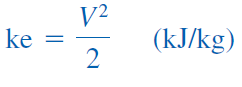 ke = V²/2 (kJ/kg)